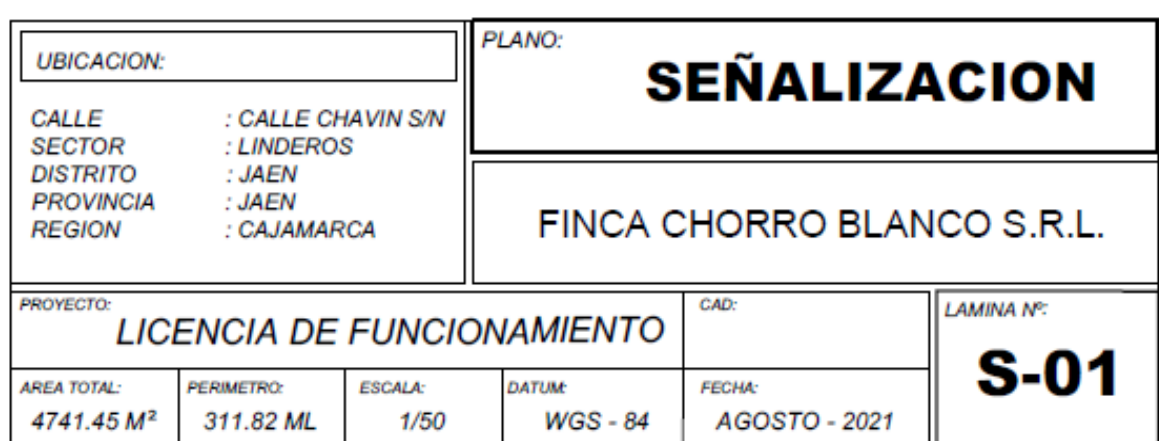 UBICACION:
CALLE : CALLE CHAVIN S/N
SECTOR : LINDEROS
DISTRITO : JAEN
PROVINCIA : JAEN
REGION : CAJAMARCA
PLANO:
SEÑALIZACION
FINCA CHORRO BLANCO S.R.L.
PROYECTO:
LICENCIA DE FUNCIONAMIENTO
CAD:
LAMINA Nº:
S-01
AREA TOTAL:
4741.45 M²
PERIMETRO:
311.82 ML
ESCALA:
1/50
DATUM:
WGS - 84
FECHA:
AGOSTO - 2021